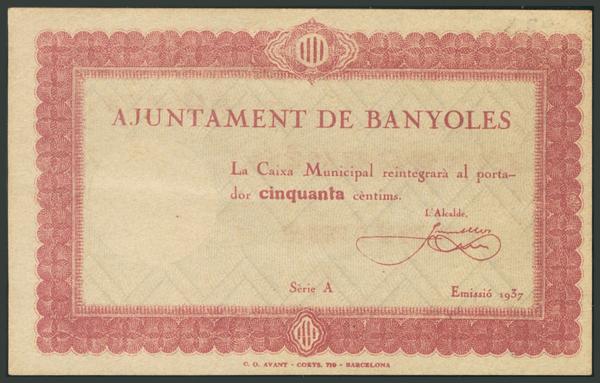 AJUNTAMENT DE BANYOLES
La Caixa Municipal reintegrarà al porta-
dor cinquanta cèntims.
L'Alcalde,
Sèrie A
Emissió 1937
C. O. AVANT - CORTS, 719 - BARCELONA